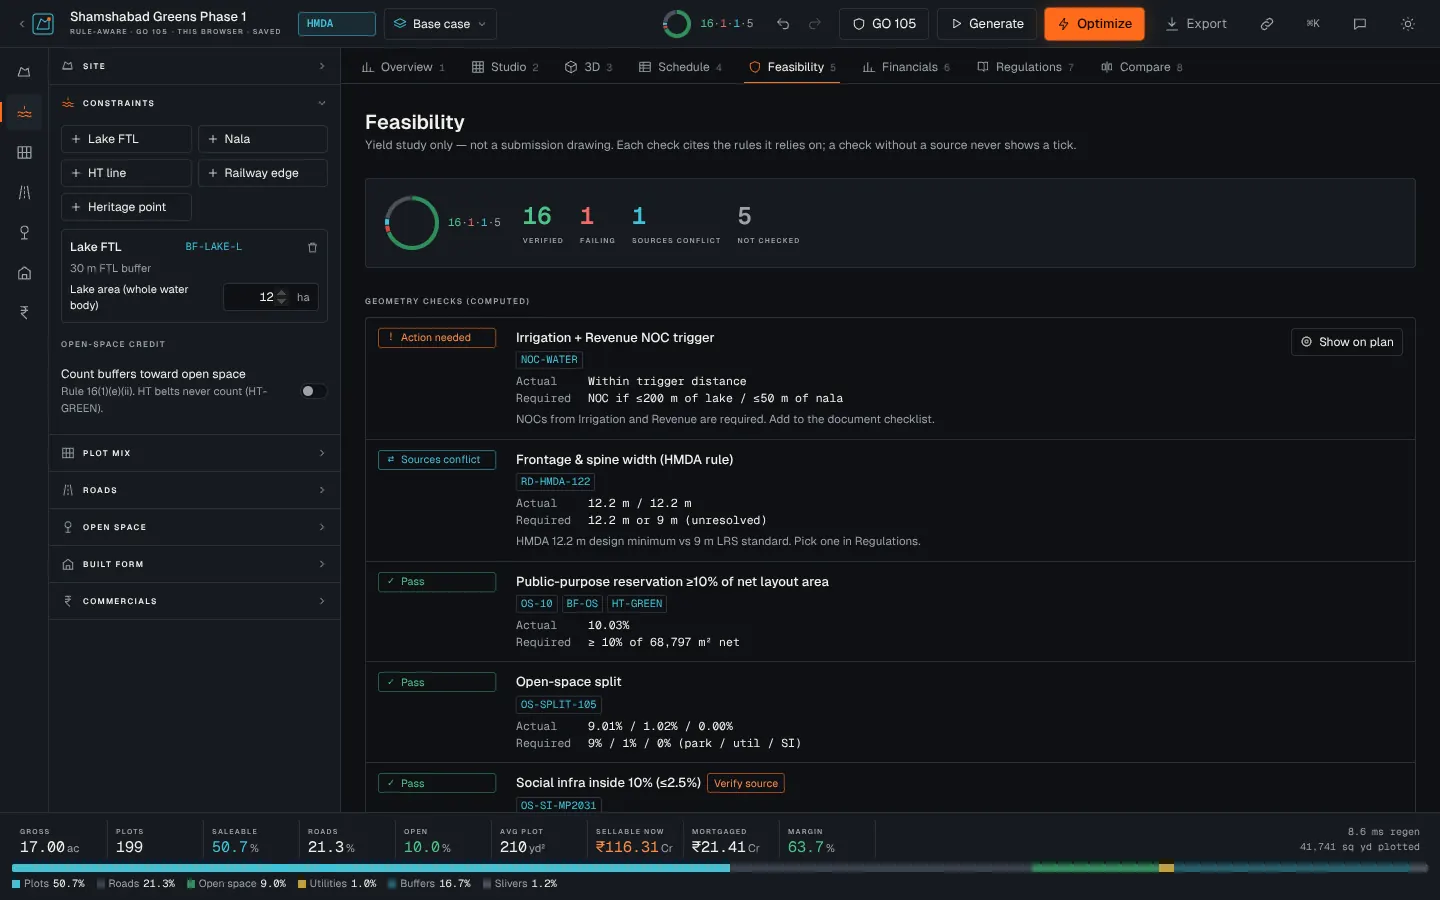 Shamshabad Greens Phase 1
RULE-AWARE · GO 105 · THIS BROWSER · SAVED
HMDA
Base case
16·1·1·5
GO 105
Generate
Optimize
Export
⌘K
SITE
CONSTRAINTS
+ Lake FTL
+ Nala
+ HT line
+ Railway edge
+ Heritage point
Lake FTL BF-LAKE-L
30 m FTL buffer
Lake area (whole water body)
12 ha
OPEN-SPACE CREDIT
Count buffers toward open space
Rule 16(1)(e)(ii). HT belts never count (HT-
GREEN).
PLOT MIX
ROADS
OPEN SPACE
BUILT FORM
COMMERCIALS
Overview 1
Studio 2
3D 3
Schedule 4
Feasibility 5
Financials 6
Regulations 7
Compare 8
Feasibility
Yield study only — not a submission drawing. Each check cites the rules it relies on; a check without a source never shows a tick.
16·1·1·5
16 VERIFIED
1 FAILING
1 SOURCES CONFLICT
5 NOT CHECKED
GEOMETRY CHECKS (COMPUTED)
! Action needed
Irrigation + Revenue NOC trigger
Show on plan
NOC-WATER
Actual Within trigger distance
Required NOC if ≤200 m of lake / ≤50 m of nala
NOCs from Irrigation and Revenue are required. Add to the document checklist.
⇄ Sources conflict
Frontage & spine width (HMDA rule)
RD-HMDA-122
Actual 12.2 m / 12.2 m
Required 12.2 m or 9 m (unresolved)
HMDA 12.2 m design minimum vs 9 m LRS standard. Pick one in Regulations.
✓ Pass
Public-purpose reservation ≥10% of net layout area
OS-10 BF-OS HT-GREEN
Actual 10.03%
Required ≥ 10% of 68,797 m² net
✓ Pass
Open-space split
OS-SPLIT-105
Actual 9.01% / 1.02% / 0.00%
Required 9% / 1% / 0% (park / util / SI)
✓ Pass
Social infra inside 10% (≤2.5%) Verify source
OS-SI-MP2031
GROSS
17.00 ac
PLOTS
199
SALEABLE
50.7 %
ROADS
21.3 %
OPEN
10.0 %
AVG PLOT
210 yd²
SELLABLE NOW
₹116.31 Cr
MORTGAGED
₹21.41 Cr
MARGIN
63.7 %
8.6 ms regen
41,741 sq yd plotted
Plots 50.7% Roads 21.3% Open space 9.0% Utilities 1.0% Buffers 16.7% Slivers 1.2%